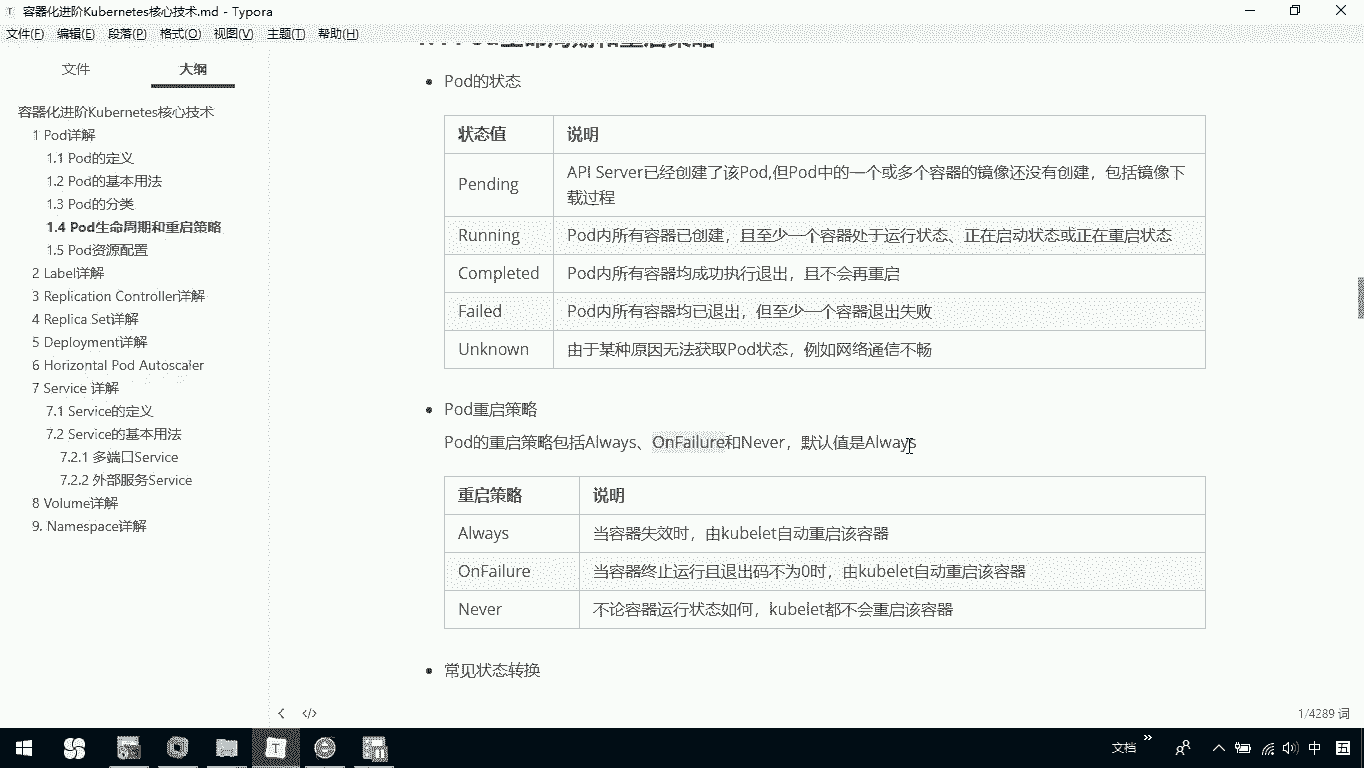 容器化进阶Kubernetes核心技术.md - Typora
文件(F) 编辑(E) 段落(P) 格式(O) 视图(V) 主题(T) 帮助(H)
文件 大纲
容器化进阶Kubernetes核心技术
1 Pod详解
1.1 Pod的定义
1.2 Pod的基本用法
1.3 Pod的分类
1.4 Pod生命周期和重启策略
1.5 Pod资源配置
2 Label详解
3 Replication Controller详解
4 Replica Set详解
5 Deployment详解
6 Horizontal Pod Autoscaler
7 Service 详解
7.1 Service的定义
7.2 Service的基本用法
7.2.1 多端口Service
7.2.2 外部服务Service
8 Volume详解
9. Namespace详解
1.4 Pod生命周期和重启策略
Pod的状态
状态值 说明
Pending API Server已经创建了该Pod,但Pod中的一个或多个容器的镜像还没有创建，包括镜像下
载过程
Running Pod内所有容器已创建，且至少一个容器处于运行状态、正在启动状态或正在重启状态
Completed Pod内所有容器均成功执行退出，且不会再重启
Failed Pod内所有容器均已退出，但至少一个容器退出失败
Unknown 由于某种原因无法获取Pod状态，例如网络通信不畅
Pod重启策略
Pod的重启策略包括Always、OnFailure和Never，默认值是Always
重启策略 说明
Always 当容器失效时，由kubelet自动重启该容器
OnFailure 当容器终止运行且退出码不为0时，由kubelet自动重启该容器
Never 不论容器运行状态如何，kubelet都不会重启该容器
常见状态转换
1/4289 词
文档 中 五